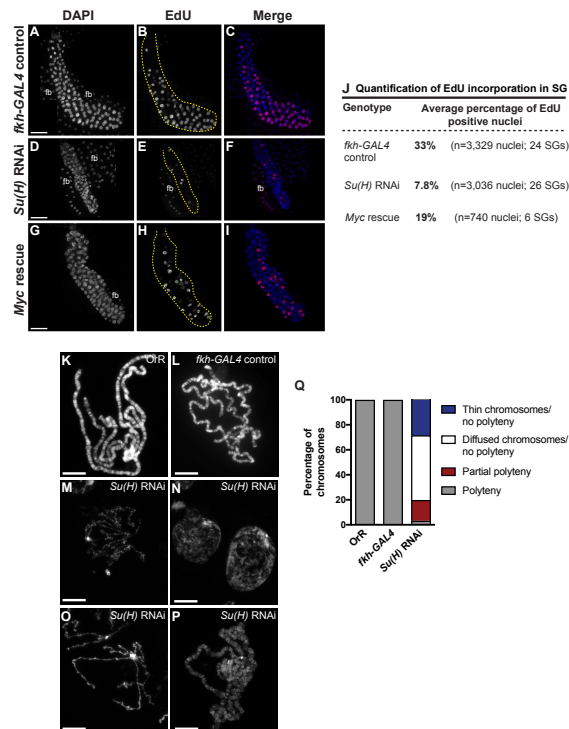 DAPI EdU Merge
fkh-GAL4 control
A
fb
fb
B
C
Su(H) RNAi
D
fb
E
fb
F
fb
Myc rescue
G
fb
H
I
J Quantification of EdU incorporation in SG
Genotype Average percentage of EdU
positive nuclei
fkh-GAL4 33% (n=3,329 nuclei; 24 SGs)
control
Su(H) RNAi 7.8% (n=3,036 nuclei; 26 SGs)
Myc rescue 19% (n=740 nuclei; 6 SGs)
K OrR
L fkh-GAL4 control
M Su(H) RNAi
N Su(H) RNAi
O Su(H) RNAi
P Su(H) RNAi
Q
Percentage of
chromosomes
100
80
60
40
20
0
OrR
fkh-GAL4
Su(H) RNAi
Thin chromosomes/
no polyteny
Diffused chromosomes/
no polyteny
Partial polyteny
Polyteny